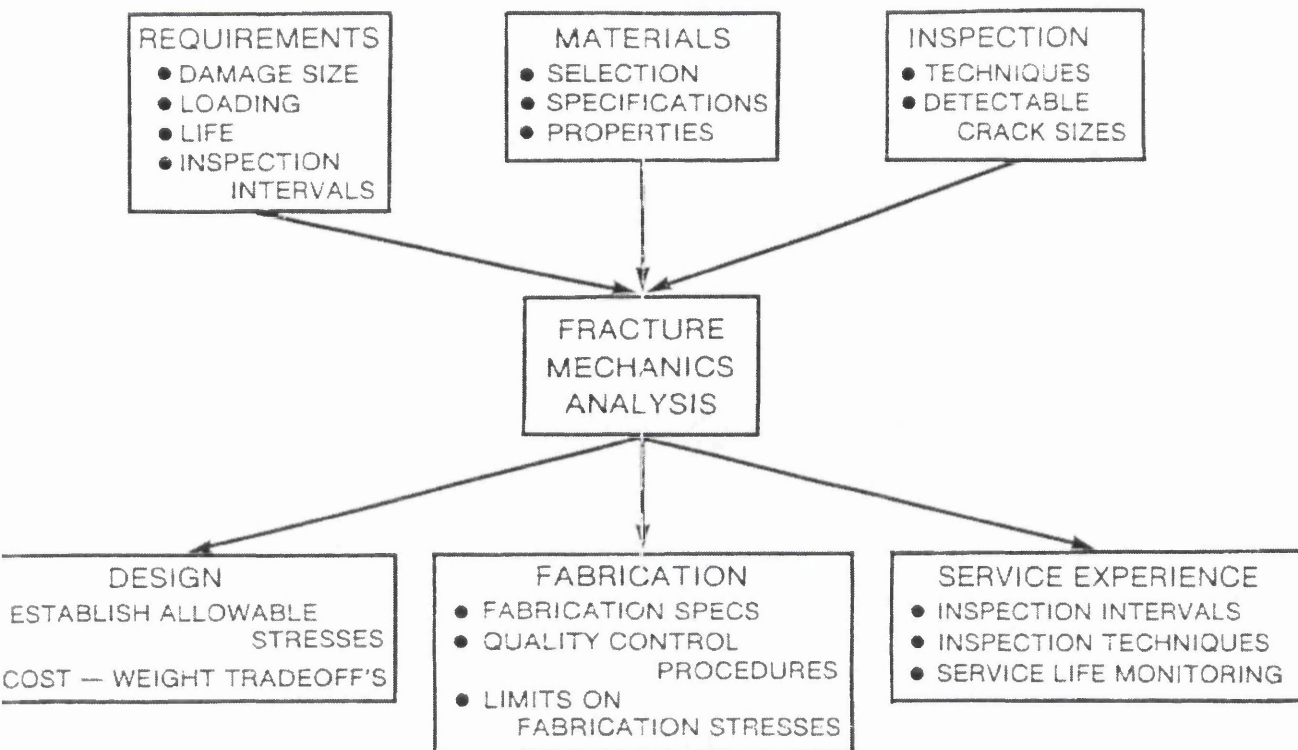 REQUIREMENTS
● DAMAGE SIZE
● LOADING
● LIFE
● INSPECTION
INTERVALS
MATERIALS
● SELECTION
● SPECIFICATIONS
● PROPERTIES
INSPECTION
● TECHNIQUES
● DETECTABLE
CRACK SIZES
FRACTURE
MECHANICS
ANALYSIS
DESIGN
ESTABLISH ALLOWABLE
STRESSES
COST — WEIGHT TRADEOFF'S
FABRICATION
● FABRICATION SPECS
● QUALITY CONTROL
PROCEDURES
● LIMITS ON
FABRICATION STRESSES
SERVICE EXPERIENCE
● INSPECTION INTERVALS
● INSPECTION TECHNIQUES
● SERVICE LIFE MONITORING